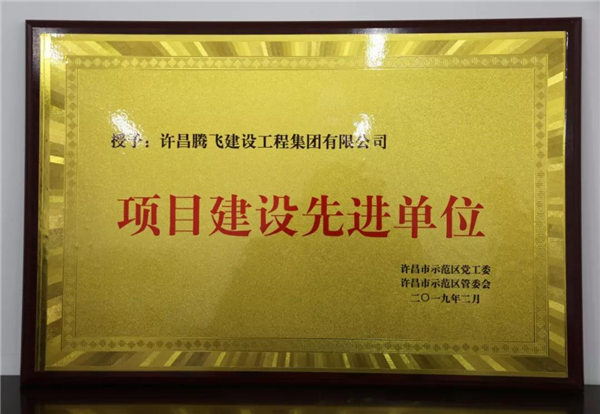 授予：许昌腾飞建设工程集团有限公司
项目建设先进单位
许昌市示范区党工委
许昌市示范区管委会
二〇一九年二月